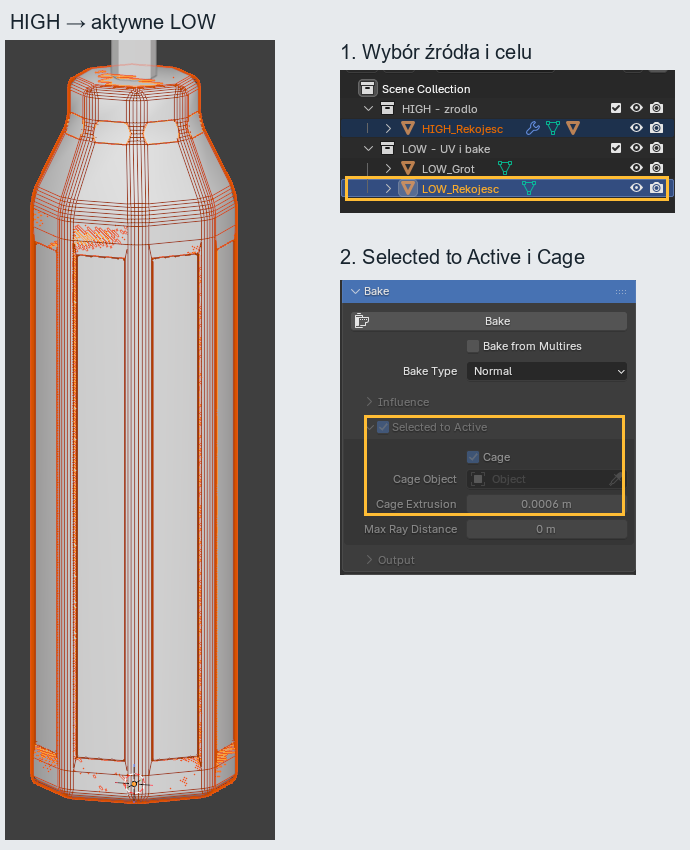 HIGH → aktywne LOW
1. Wybór źródła i celu
Scene Collection
HIGH - zrodlo
HIGH_Rekojesc
LOW - UV i bake
LOW_Grot
LOW_Rekojesc
2. Selected to Active i Cage
Bake
Bake
Bake from Multires
Bake Type Normal
Influence
Selected to Active
Cage
Cage Object Object
Cage Extrusion 0.0006 m
Max Ray Distance 0 m
Output